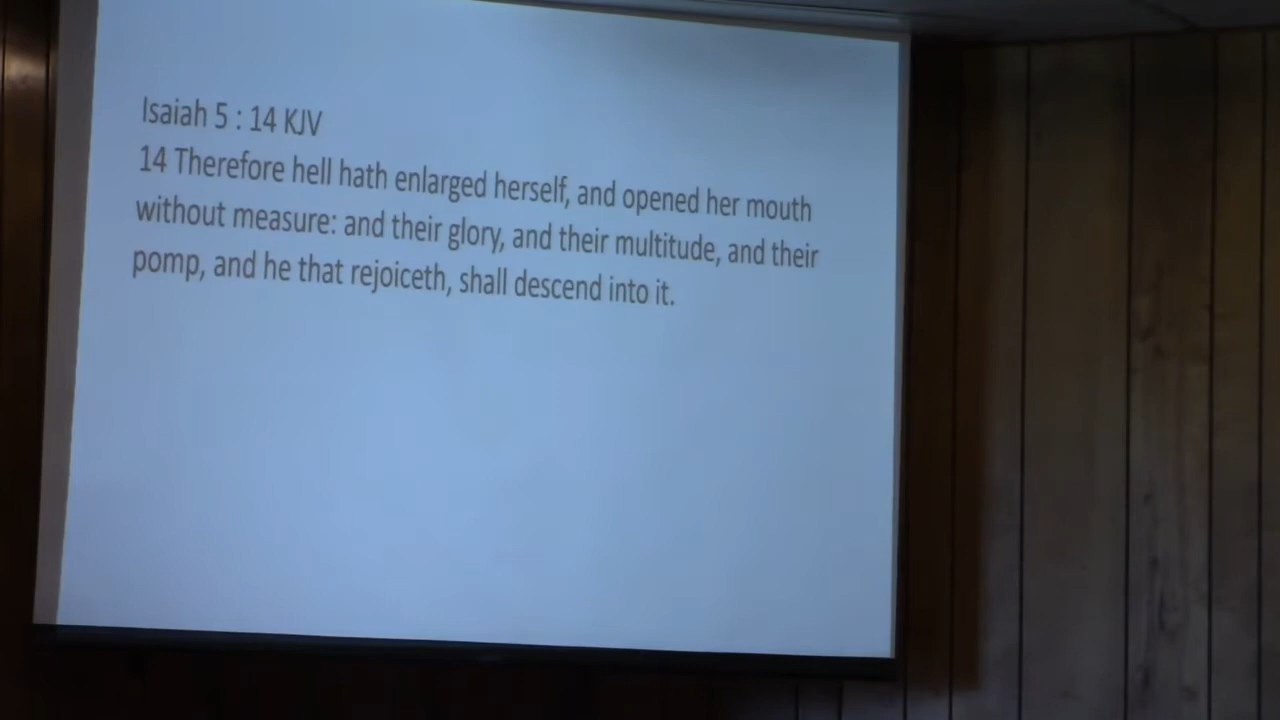 Isaiah 5 : 14 KJV
14 Therefore hell hath enlarged herself, and opened her mouth
without measure: and their glory, and their multitude, and their
pomp, and he that rejoiceth, shall descend into it.